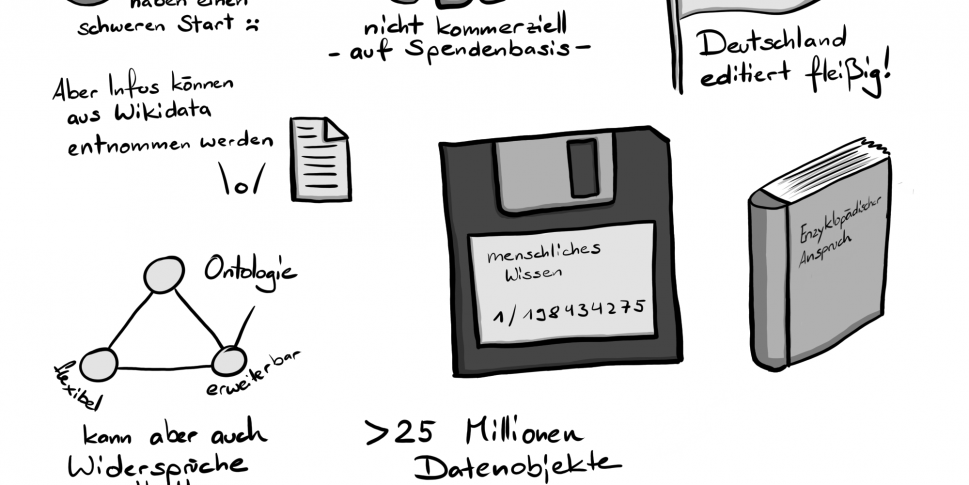 haben einen
schweren Start :(
nicht kommerziell
- auf Spendenbasis -
Deutschland
editiert fleißig!
Aber Infos können
aus Wikidata
entnommen werden
\o/
menschliches
Wissen
1/198434275
Enzyklopädischer
Anspruch
Ontologie
flexibel
erweiterbar
kann aber auch
Widersprüche
>25 Millionen
Datenobjekte